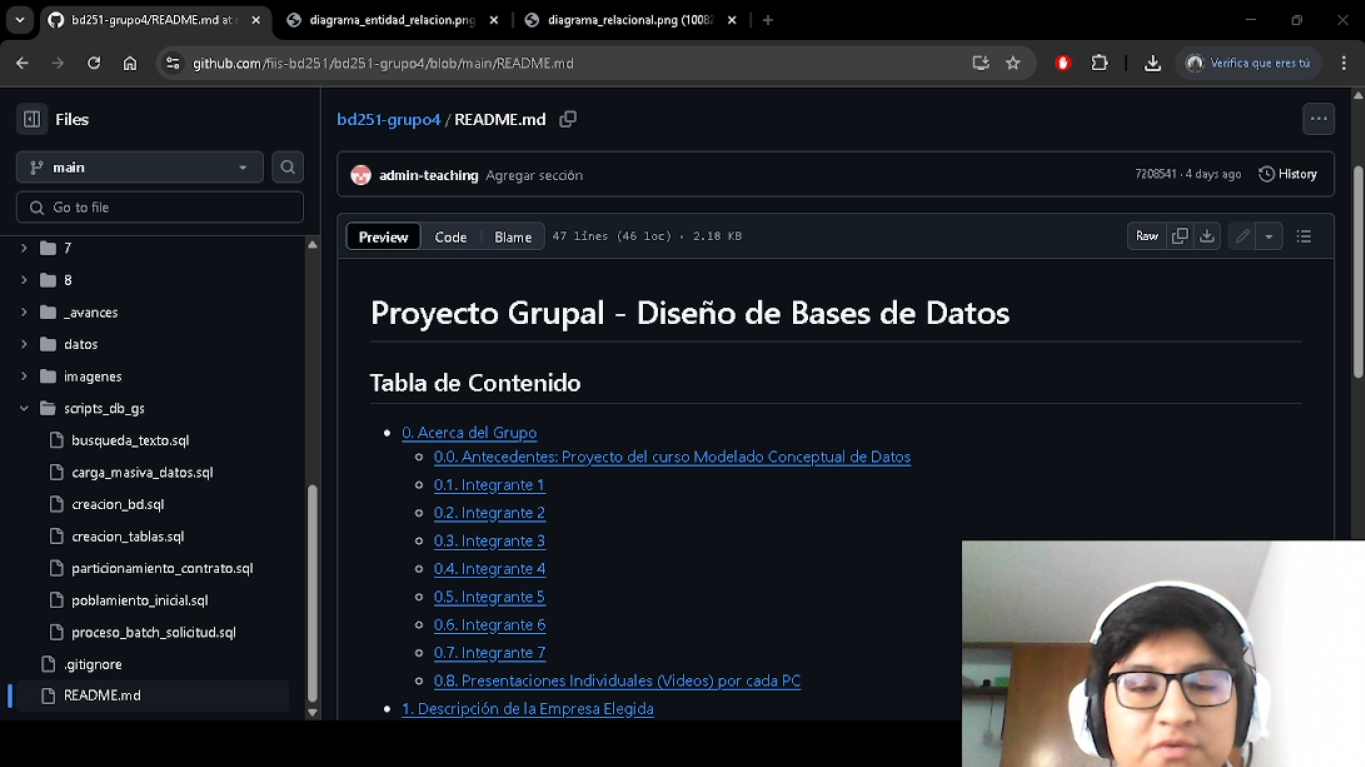 bd251-grupo4/README.md at
diagrama_entidad_relacion.png
diagrama_relacional.png (1008
github.com/fiis-bd251/bd251-grupo4/blob/main/README.md
Verifica que eres tú
Files
bd251-grupo4 / README.md
main
admin-teaching Agregar sección
7208541 · 4 days ago
History
Go to file
Preview
Code
Blame
47 lines (46 loc) · 2.18 KB
Raw
7
8
_avances
datos
imagenes
scripts_db_gs
busqueda_texto.sql
carga_masiva_datos.sql
creacion_bd.sql
creacion_tablas.sql
particionamiento_contrato.sql
poblamiento_inicial.sql
proceso_batch_solicitud.sql
.gitignore
README.md
Proyecto Grupal - Diseño de Bases de Datos
Tabla de Contenido
0. Acerca del Grupo
0.0. Antecedentes: Proyecto del curso Modelado Conceptual de Datos
0.1. Integrante 1
0.2. Integrante 2
0.3. Integrante 3
0.4. Integrante 4
0.5. Integrante 5
0.6. Integrante 6
0.7. Integrante 7
0.8. Presentaciones Individuales (Videos) por cada PC
1. Descripción de la Empresa Elegida